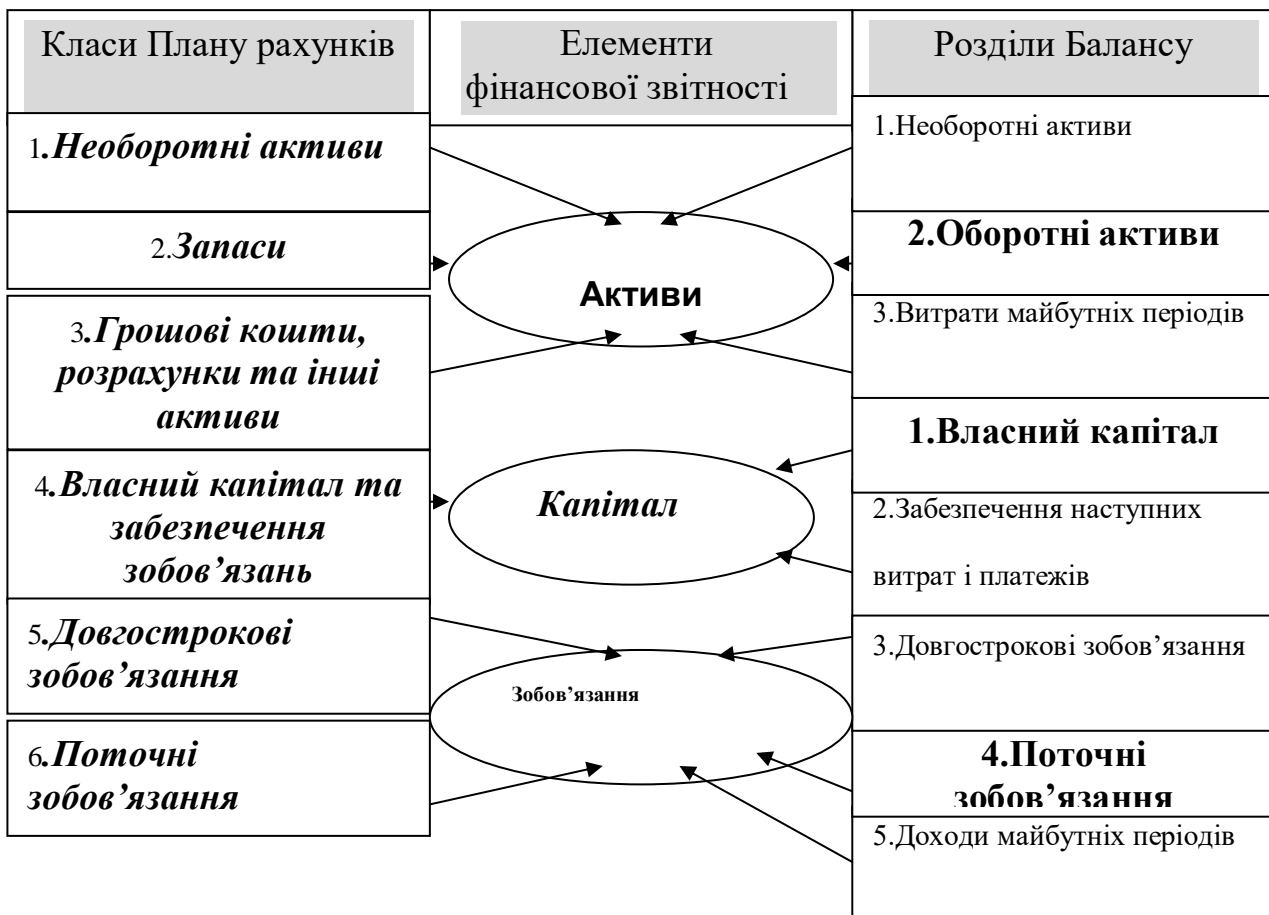 Класи Плану рахунків
Елементи
фінансової звітності
Розділи Балансу
1.Необоротні активи
2.Запаси
3.Грошові кошти,
розрахунки та інші
активи
4.Власний капітал та
забезпечення
зобов’язань
5.Довгострокові
зобов’язання
6.Поточні
зобов’язання
Активи
Капітал
Зобов’язання
1.Необоротні активи
2.Оборотні активи
3.Витрати майбутніх періодів
1.Власний капітал
2.Забезпечення наступних
витрат і платежів
3.Довгострокові зобов’язання
4.Поточні
зобов’язання
5.Доходи майбутніх періодів